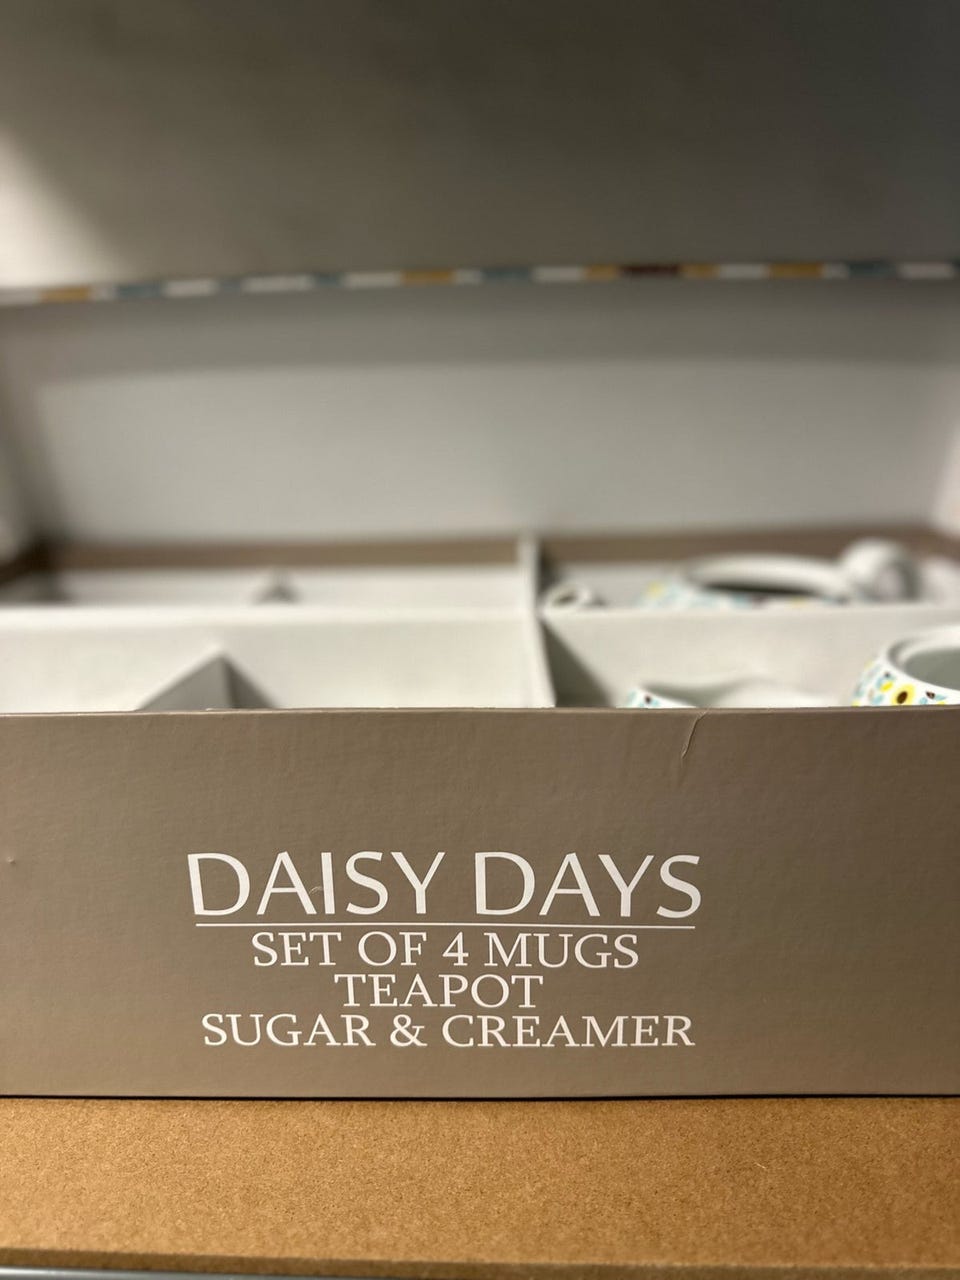 DAISY DAYS
SET OF 4 MUGS
TEAPOT
SUGAR & CREAMER